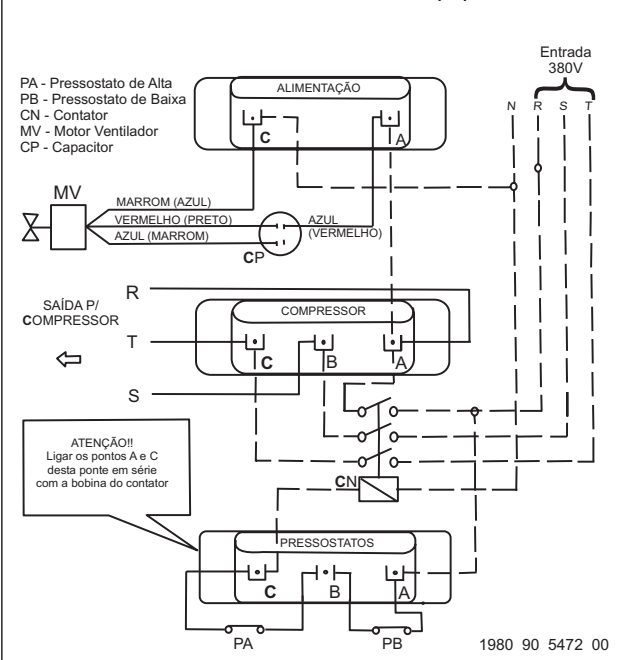 Entrada
380V
PA - Pressostato de Alta
PB - Pressostato de Baixa
CN - Contator
MV - Motor Ventilador
CP - Capacitor
ALIMENTAÇÃO
N R S T
C A
MV
MARROM (AZUL)
VERMELHO (PRETO)
AZUL (MARROM)
AZUL
(VERMELHO)
CP
SAÍDA P/
COMPRESSOR
R
T
S
COMPRESSOR
C B A
ATENÇÃO!!
Ligar os pontos A e C
desta ponte em série
com a bobina do contator
CN
PRESSOSTATOS
C B A
PA PB
1980 90 5472 00